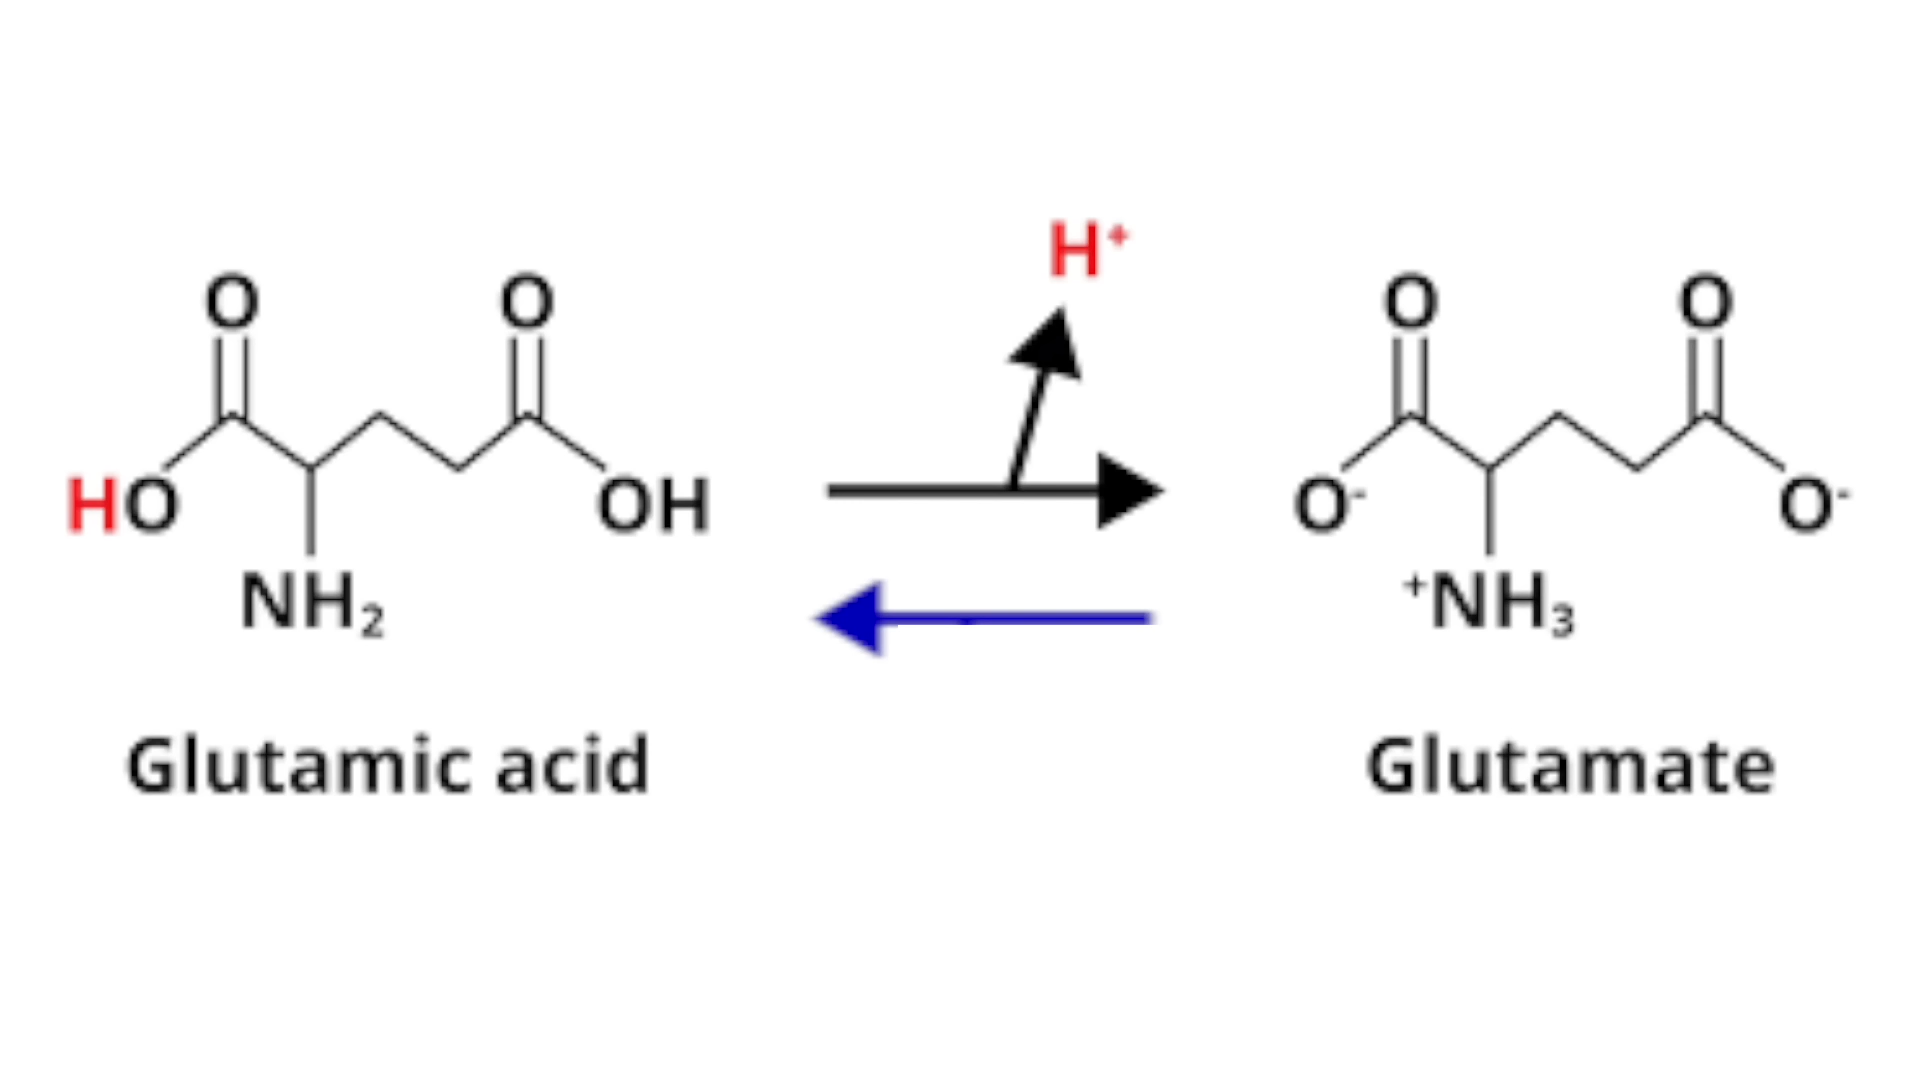 H⁺
O O O O
HO OH O⁻ O⁻
NH₂ ⁺NH₃
Glutamic acid Glutamate